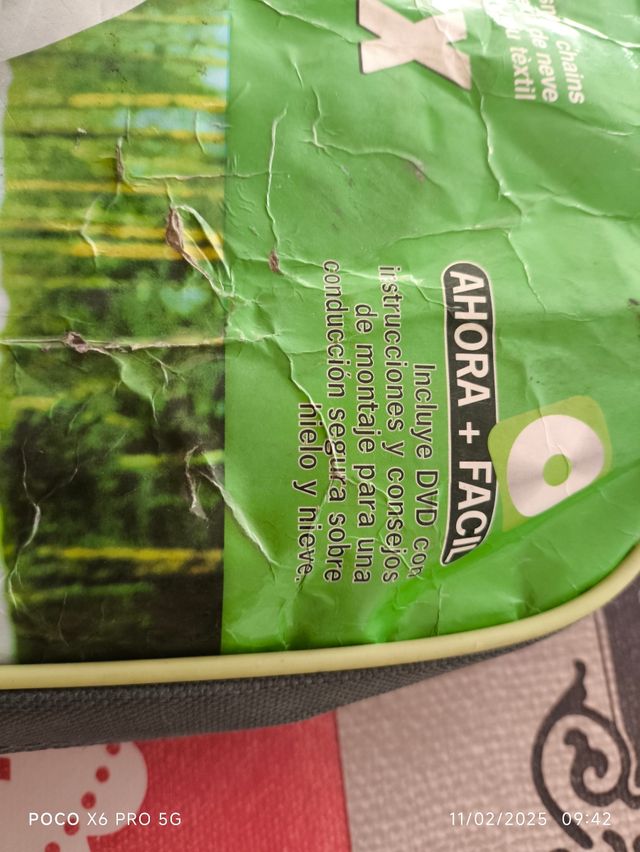 X
chains
de neve
tèxtil
AHORA + FACIL
Incluye DVD con
instrucciones y consejos
de montaje para una
conducción segura sobre
hielo y nieve.
POCO X6 PRO 5G
11/02/2025 09:42